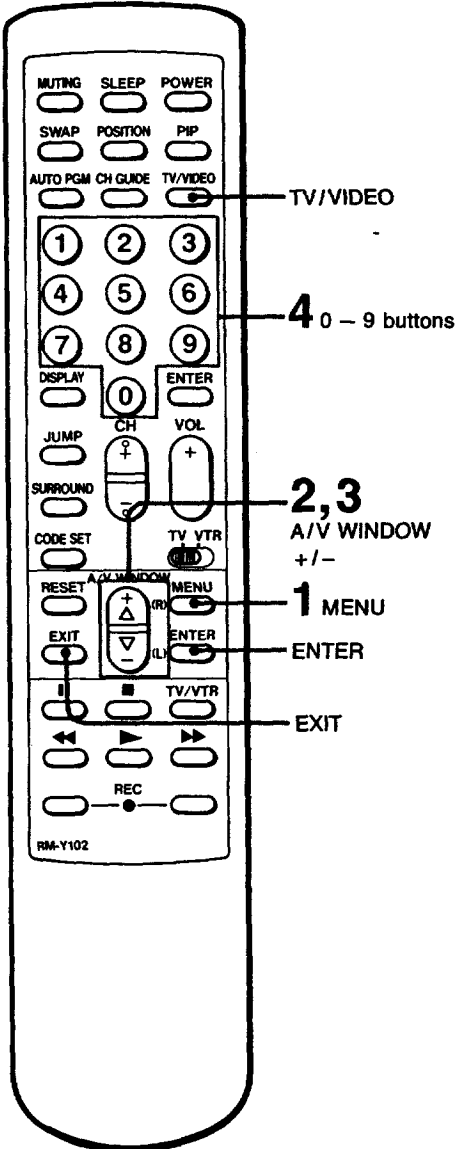 MUTING SLEEP POWER
SWAP POSITION PIP
AUTO PGM CH GUIDE TV/VIDEO
TV/VIDEO
1 2 3
4 5 6
4 0 – 9 buttons
7 8 9
DISPLAY 0 ENTER
CH VOL
JUMP + +
SURROUND –
2,3
A/V WINDOW
+/–
CODE SET TV VTR
A/V WINDOW
RESET + (R) MENU
1 MENU
EXIT – (L) ENTER
ENTER
TV/VTR
EXIT
REC
RM-Y102